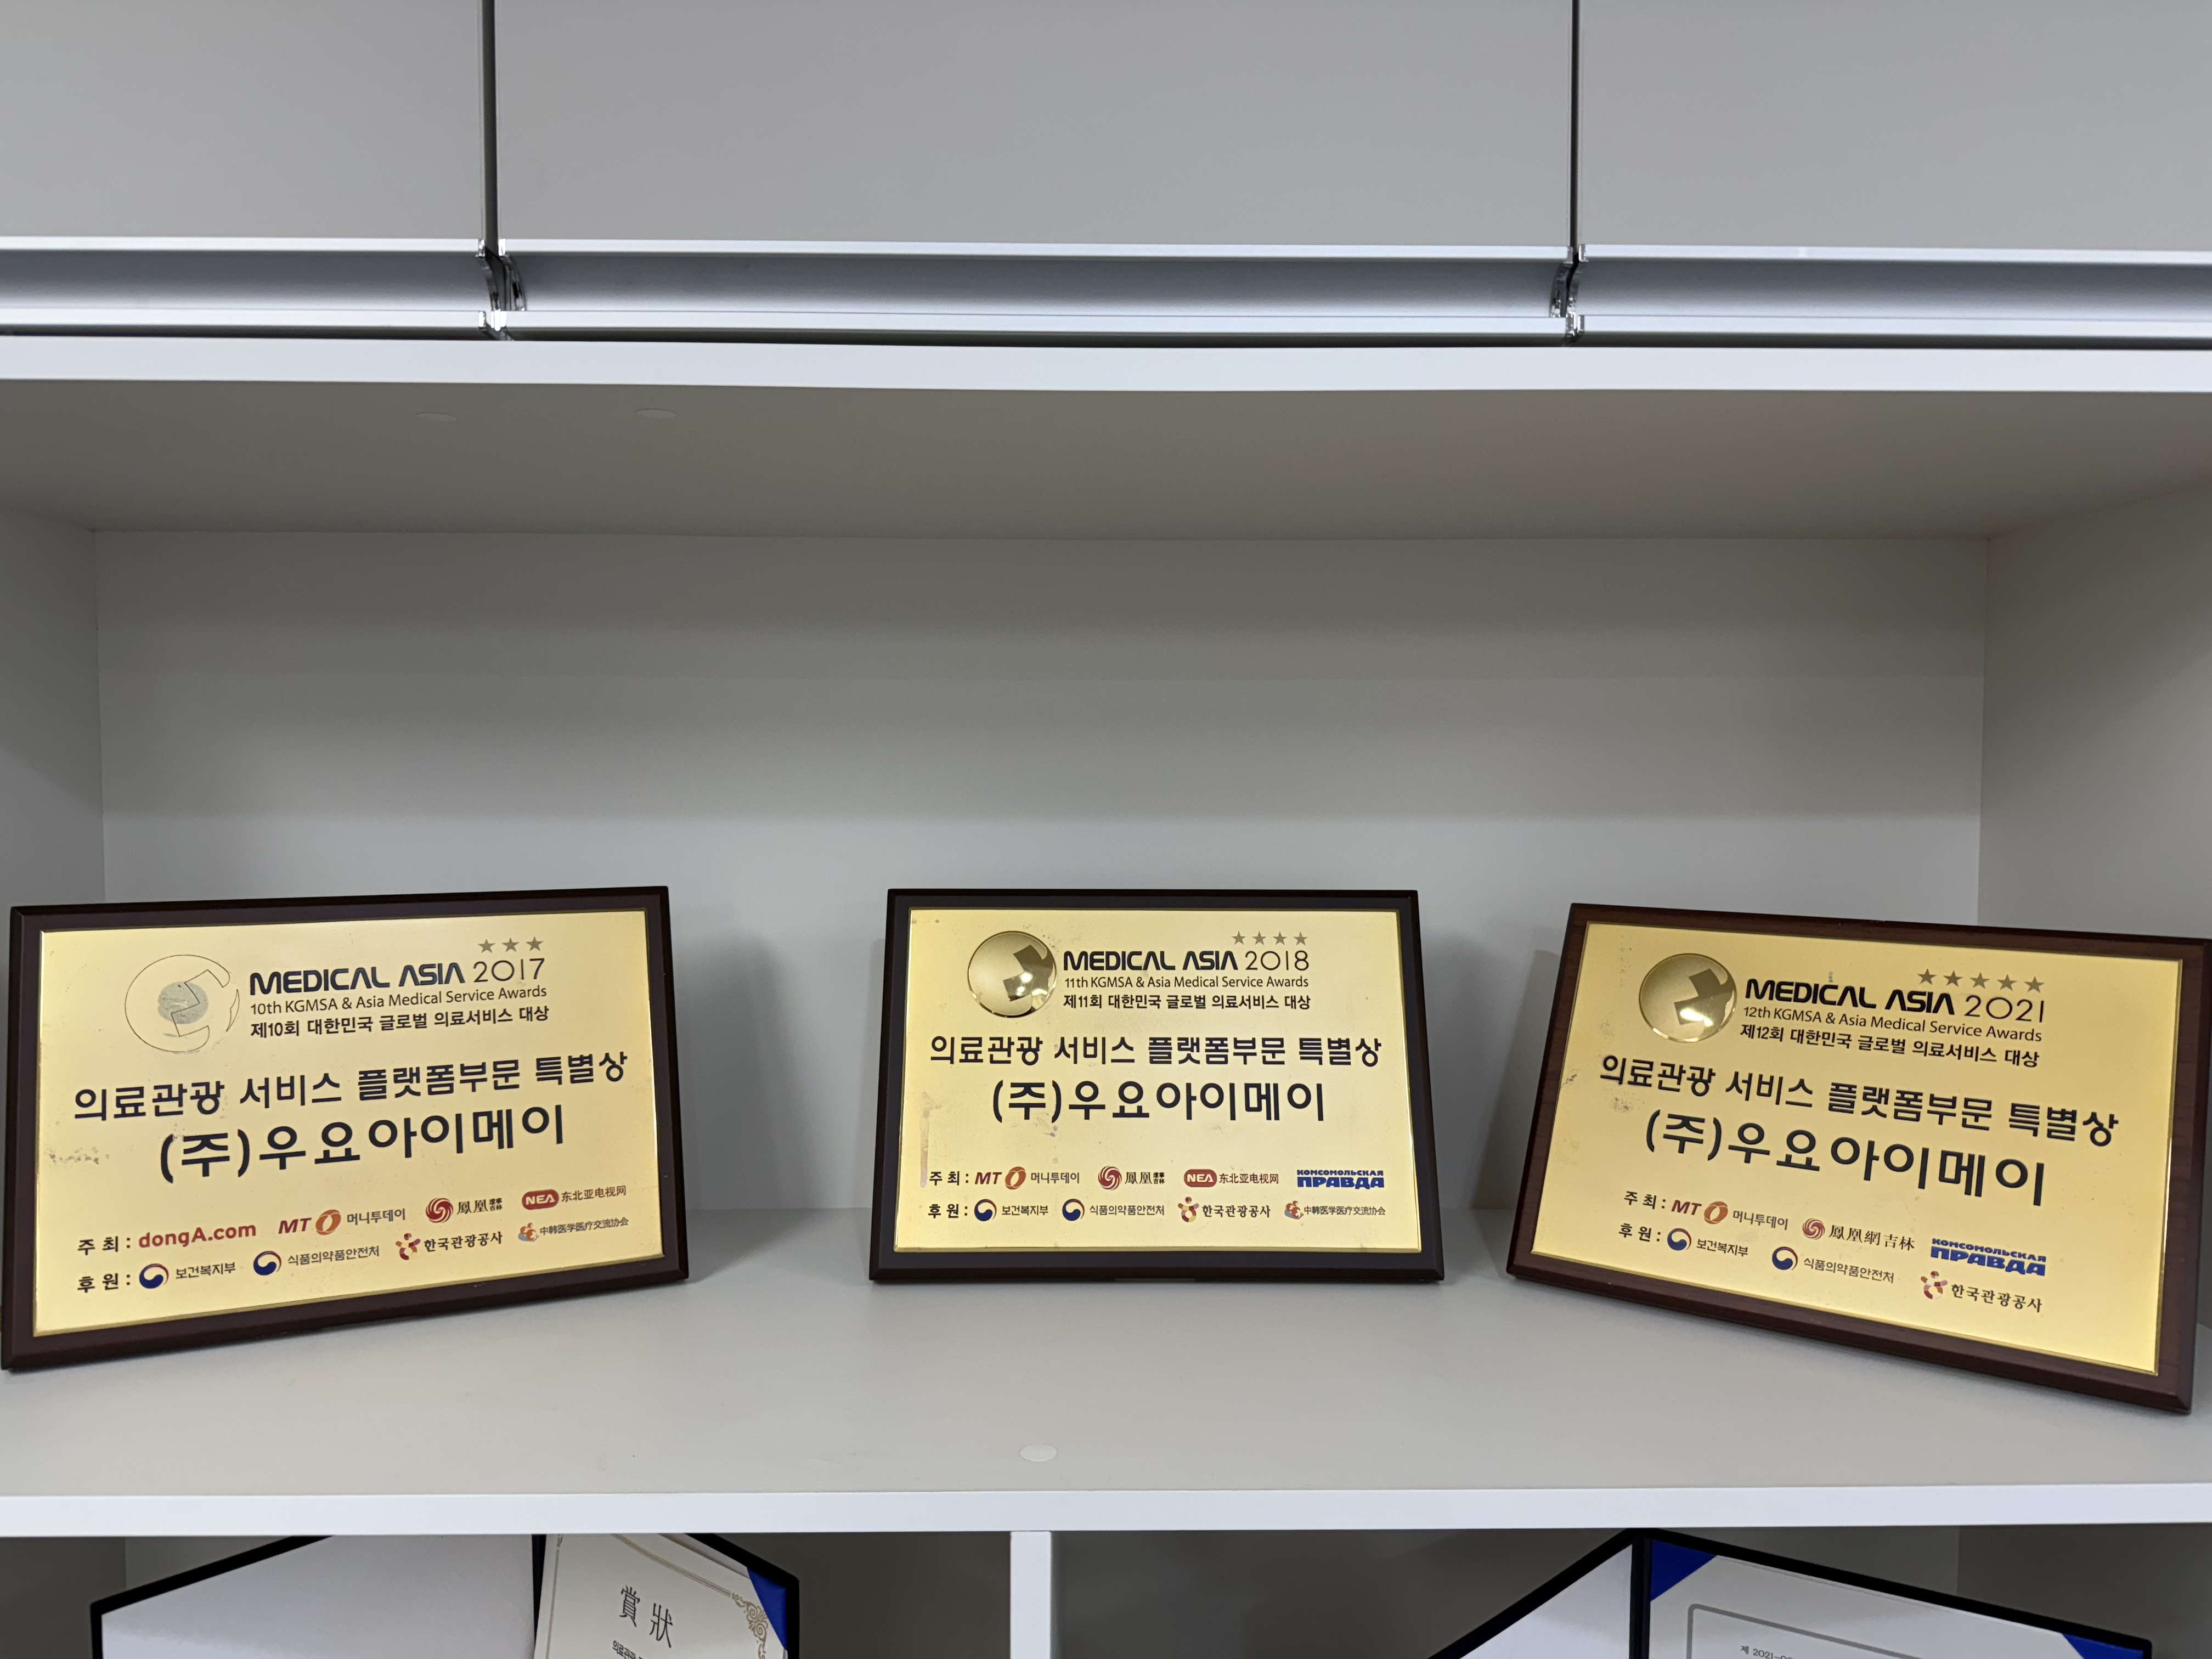 MEDICAL ASIA 2017
10th KGMSA & Asia Medical Service Awards
제10회 대한민국 글로벌 의료서비스 대상
의료관광 서비스 플랫폼부문 특별상
(주)우요아이메이
주 최 : dongA.com MT 머니투데이 鳳凰 吉林 NEA 东北亚电视网
후 원 : 보건복지부 식품의약품안전처 한국관광공사 中韩医学医疗交流协会
MEDICAL ASIA 2018
11th KGMSA & Asia Medical Service Awards
제11회 대한민국 글로벌 의료서비스 대상
의료관광 서비스 플랫폼부문 특별상
(주)우요아이메이
주 최 : MT 머니투데이 鳳凰 吉林 NEA 东北亚电视网 КОМСОМОЛЬСКАЯ ПРАВДА
후 원 : 보건복지부 식품의약품안전처 한국관광공사 中韩医学医疗交流协会
MEDICAL ASIA 2021
12th KGMSA & Asia Medical Service Awards
제12회 대한민국 글로벌 의료서비스 대상
의료관광 서비스 플랫폼부문 특별상
(주)우요아이메이
주 최 : MT 머니투데이 鳳凰網吉林 КОМСОМОЛЬСКАЯ ПРАВДА
후 원 : 보건복지부 식품의약품안전처 한국관광공사
賞 狀
의료관광
제 2021-0